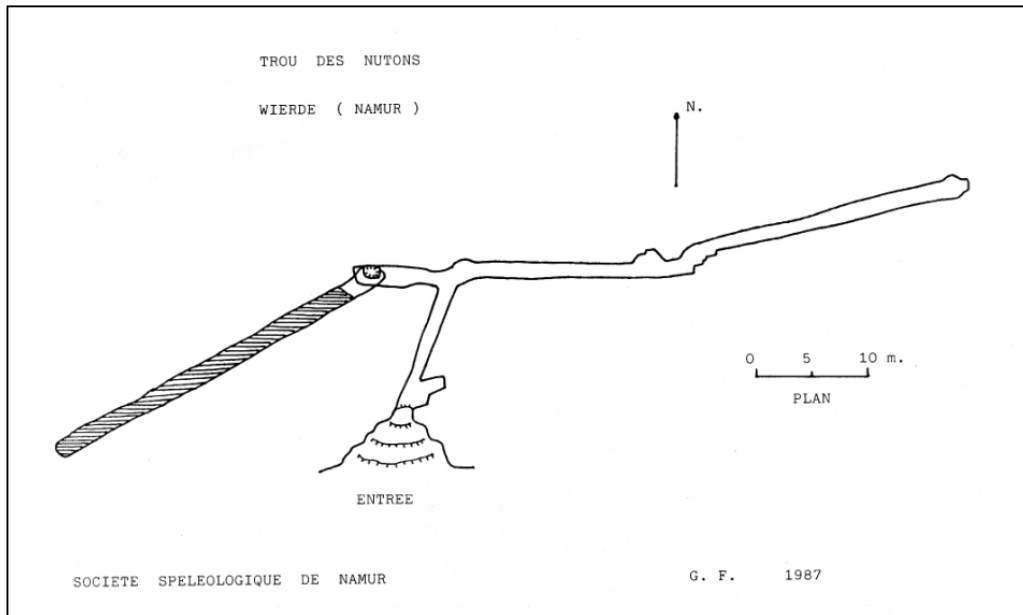 TROU DES NUTONS
WIERDE ( NAMUR )
N.
0 5 10 m.
PLAN
ENTREE
SOCIETE SPELEOLOGIQUE DE NAMUR
G. F. 1987